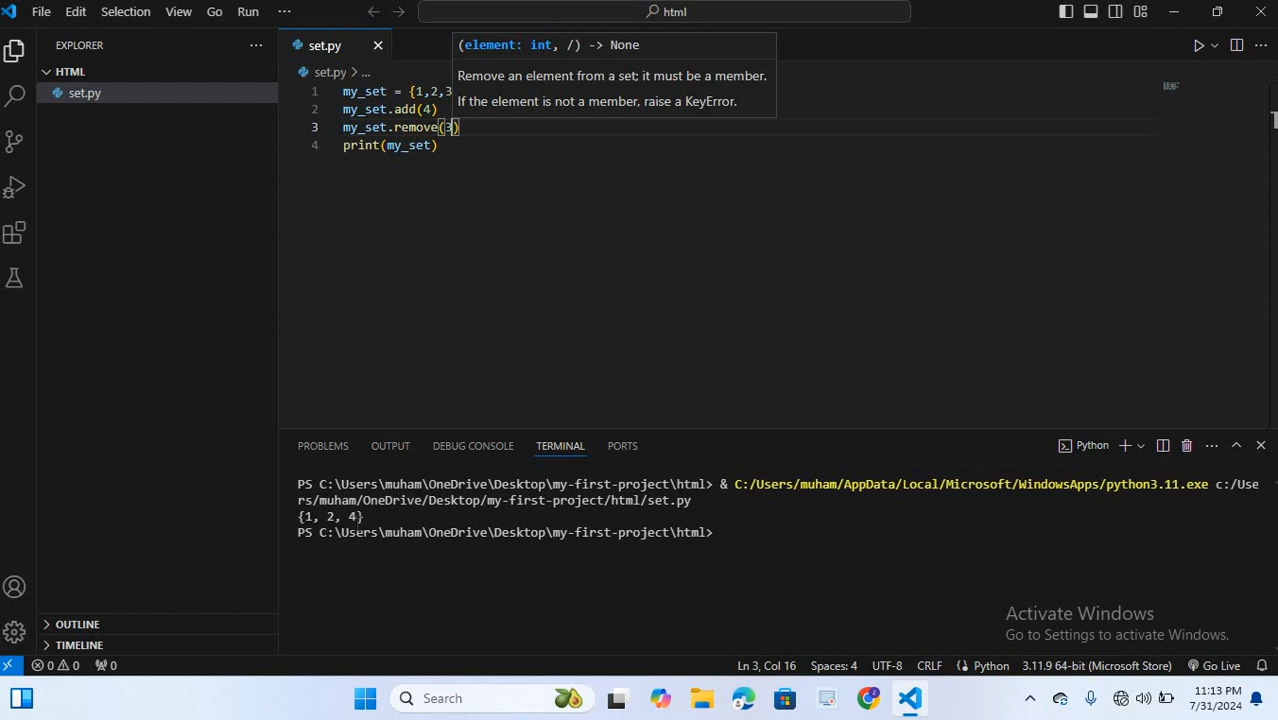 File Edit Selection View Go Run ··· html
EXPLORER ···
HTML
set.py
set.py
set.py > ...
(element: int, /) -> None
Remove an element from a set; it must be a member.
If the element is not a member, raise a KeyError.
1 my_set = {1,2,3
2 my_set.add(4)
3 my_set.remove(3)
4 print(my_set)
PROBLEMS OUTPUT DEBUG CONSOLE TERMINAL PORTS Python
PS C:\Users\muham\OneDrive\Desktop\my-first-project\html> & C:/Users/muham/AppData/Local/Microsoft/WindowsApps/python3.11.exe c:/Use
rs/muham/OneDrive/Desktop/my-first-project/html/set.py
{1, 2, 4}
PS C:\Users\muham\OneDrive\Desktop\my-first-project\html>
OUTLINE
TIMELINE
Activate Windows
Go to Settings to activate Windows.
0 0 0 Ln 3, Col 16 Spaces: 4 UTF-8 CRLF Python 3.11.9 64-bit (Microsoft Store) Go Live
Search
11:13 PM
7/31/2024